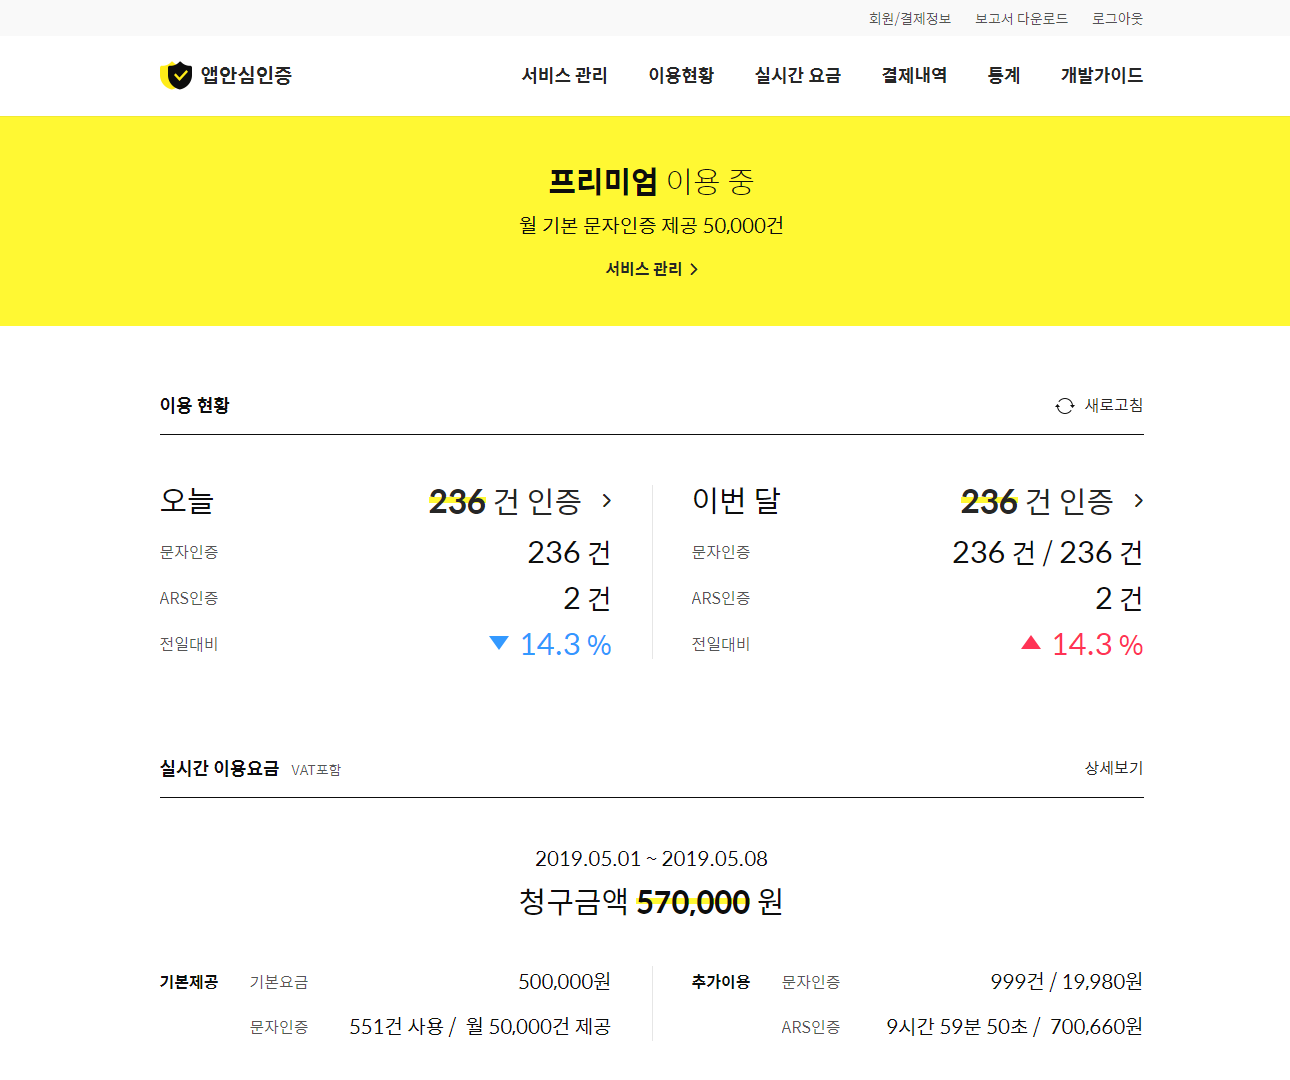 회원/결제정보 보고서 다운로드 로그아웃
앱안심인증 서비스 관리 이용현황 실시간 요금 결제내역 통계 개발가이드
프리미엄 이용 중
월 기본 문자인증 제공 50,000건
서비스 관리
이용 현황 새로고침
오늘 236 건 인증
문자인증 236 건
ARS인증 2 건
전일대비 ▼ 14.3 %
이번 달 236 건 인증
문자인증 236 건 / 236 건
ARS인증 2 건
전일대비 ▲ 14.3 %
실시간 이용요금 VAT포함 상세보기
2019.05.01 ~ 2019.05.08
청구금액 570,000 원
기본제공 기본요금 500,000원
문자인증 551건 사용 / 월 50,000건 제공
추가이용 문자인증 999건 / 19,980원
ARS인증 9시간 59분 50초 / 700,660원